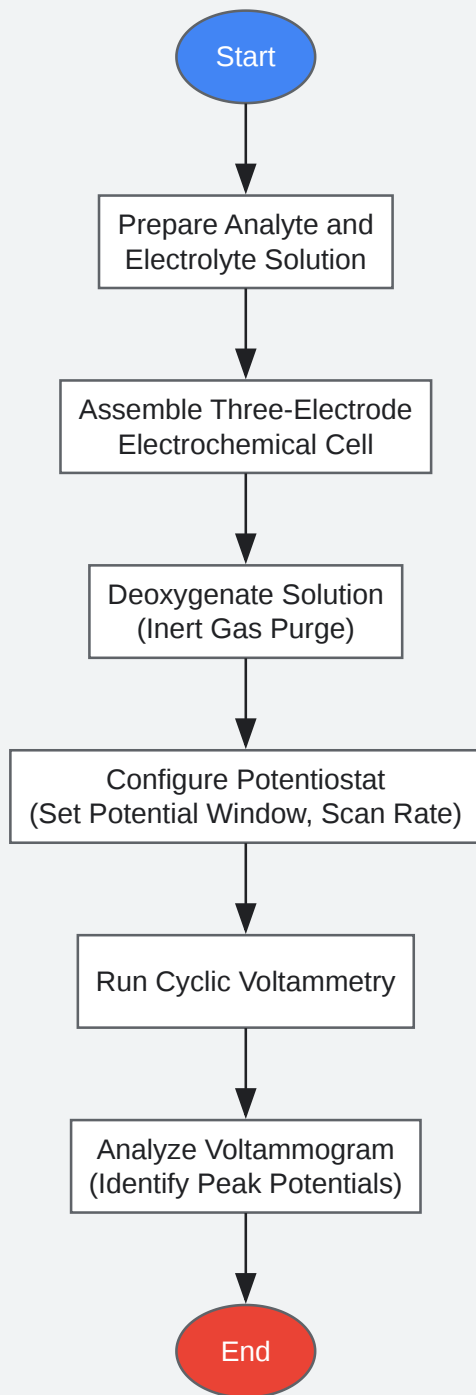 Start
Prepare Analyte and
Electrolyte Solution
Assemble Three-Electrode
Electrochemical Cell
Deoxygenate Solution
(Inert Gas Purge)
Configure Potentiostat
(Set Potential Window, Scan Rate)
Run Cyclic Voltammetry
Analyze Voltammogram
(Identify Peak Potentials)
End